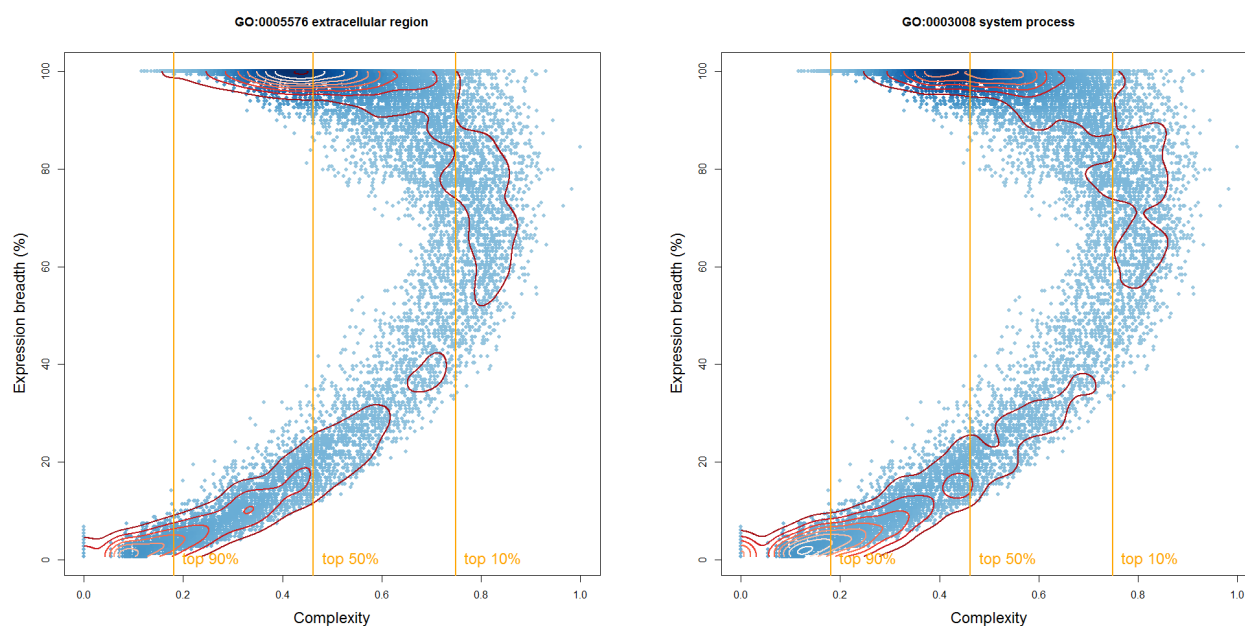 GO:0005576 extracellular region
Expression breadth (%)
100
80
60
40
20
0
top 90%
top 50%
top 10%
0.0 0.2 0.4 0.6 0.8 1.0
Complexity
GO:0003008 system process
Expression breadth (%)
100
80
60
40
20
0
top 90%
top 50%
top 10%
0.0 0.2 0.4 0.6 0.8 1.0
Complexity